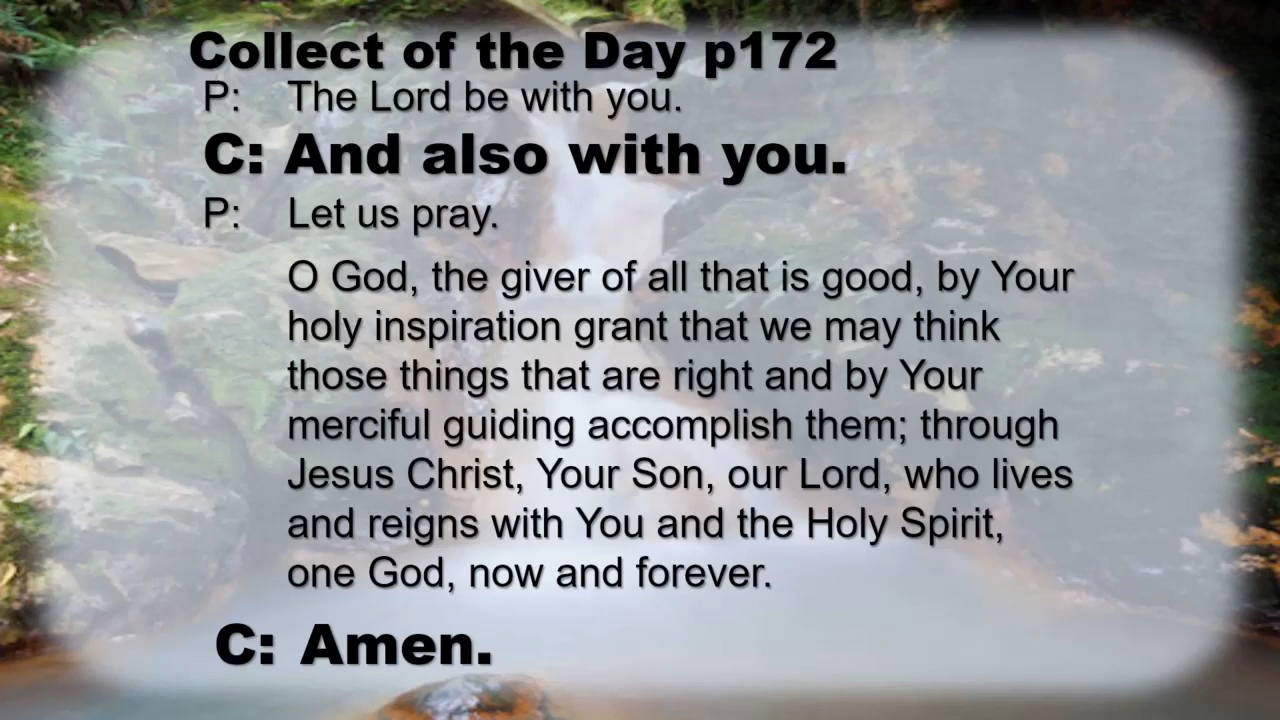 Collect of the Day p172
P: The Lord be with you.
C: And also with you.
P: Let us pray.
O God, the giver of all that is good, by Your
holy inspiration grant that we may think
those things that are right and by Your
merciful guiding accomplish them; through
Jesus Christ, Your Son, our Lord, who lives
and reigns with You and the Holy Spirit,
one God, now and forever.
C: Amen.